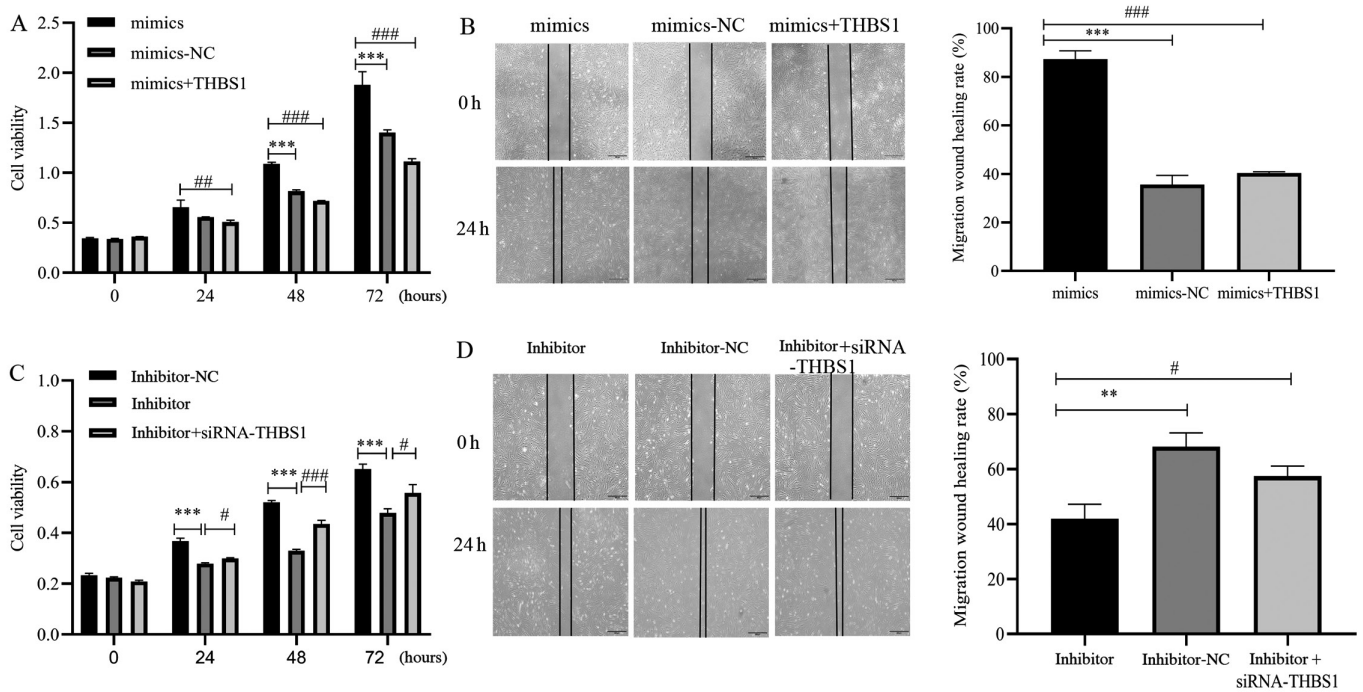 A
mimics
mimics-NC
mimics+THBS1
Cell viability
2.5
2.0
1.5
1.0
0.5
0.0
##
***
###
***
###
0
24
48
72
(hours)
B
mimics
mimics-NC
mimics+THBS1
0 h
24 h
Migration wound healing rate (%)
100
80
60
40
20
0
***
###
mimics
mimics-NC
mimics+THBS1
C
Inhibitor-NC
Inhibitor
Inhibitor+siRNA-THBS1
Cell viability
1.0
0.8
0.6
0.4
0.2
0.0
***
#
***
###
***
#
0
24
48
72
(hours)
D
Inhibitor
Inhibitor-NC
Inhibitor+siRNA
-THBS1
0h
24 h
Migration wound healing rate (%)
100
80
60
40
20
0
#
**
Inhibitor
Inhibitor-NC
Inhibitor +
siRNA-THBS1